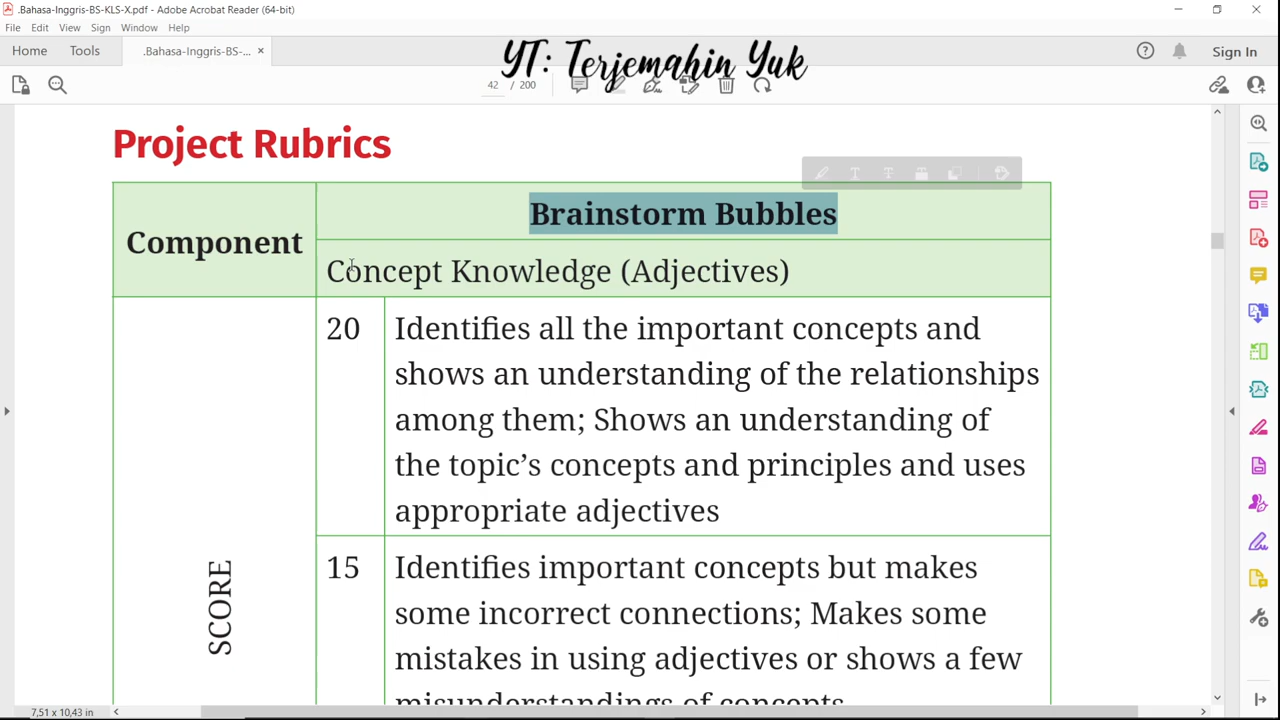 .Bahasa-Inggris-BS-KLS-X.pdf - Adobe Acrobat Reader (64-bit)
File Edit View Sign Window Help
Home Tools .Bahasa-Inggris-BS-... × Sign In
YT: Terjemahin Yuk
42 / 200
Project Rubrics
Component
Brainstorm Bubbles
Concept Knowledge (Adjectives)
SCORE
20
Identifies all the important concepts and
shows an understanding of the relationships
among them; Shows an understanding of
the topic’s concepts and principles and uses
appropriate adjectives
15
Identifies important concepts but makes
some incorrect connections; Makes some
mistakes in using adjectives or shows a few
misunderstandings of concepts
7,51 x 10,43 in